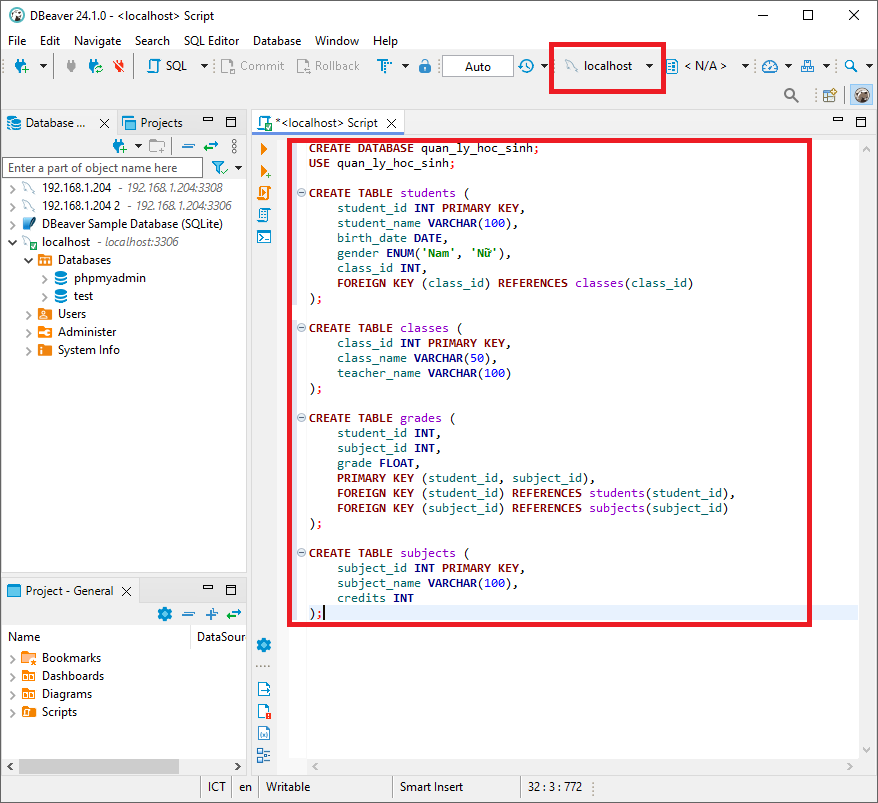 DBeaver 24.1.0 - <localhost> Script
File Edit Navigate Search SQL Editor Database Window Help
SQL Commit Rollback Auto localhost < N/A >
Database ... Projects
Enter a part of object name here
192.168.1.204 - 192.168.1.204:3308
192.168.1.204 2 - 192.168.1.204:3306
DBeaver Sample Database (SQLite)
localhost - localhost:3306
Databases
phpmyadmin
test
Users
Administer
System Info
Project - General
Name DataSour
Bookmarks
Dashboards
Diagrams
Scripts
*<localhost> Script
CREATE DATABASE quan_ly_hoc_sinh;
USE quan_ly_hoc_sinh;
CREATE TABLE students (
student_id INT PRIMARY KEY,
student_name VARCHAR(100),
birth_date DATE,
gender ENUM('Nam', 'Nữ'),
class_id INT,
FOREIGN KEY (class_id) REFERENCES classes(class_id)
);
CREATE TABLE classes (
class_id INT PRIMARY KEY,
class_name VARCHAR(50),
teacher_name VARCHAR(100)
);
CREATE TABLE grades (
student_id INT,
subject_id INT,
grade FLOAT,
PRIMARY KEY (student_id, subject_id),
FOREIGN KEY (student_id) REFERENCES students(student_id),
FOREIGN KEY (subject_id) REFERENCES subjects(subject_id)
);
CREATE TABLE subjects (
subject_id INT PRIMARY KEY,
subject_name VARCHAR(100),
credits INT
);
ICT en Writable Smart Insert 32 : 3 : 772